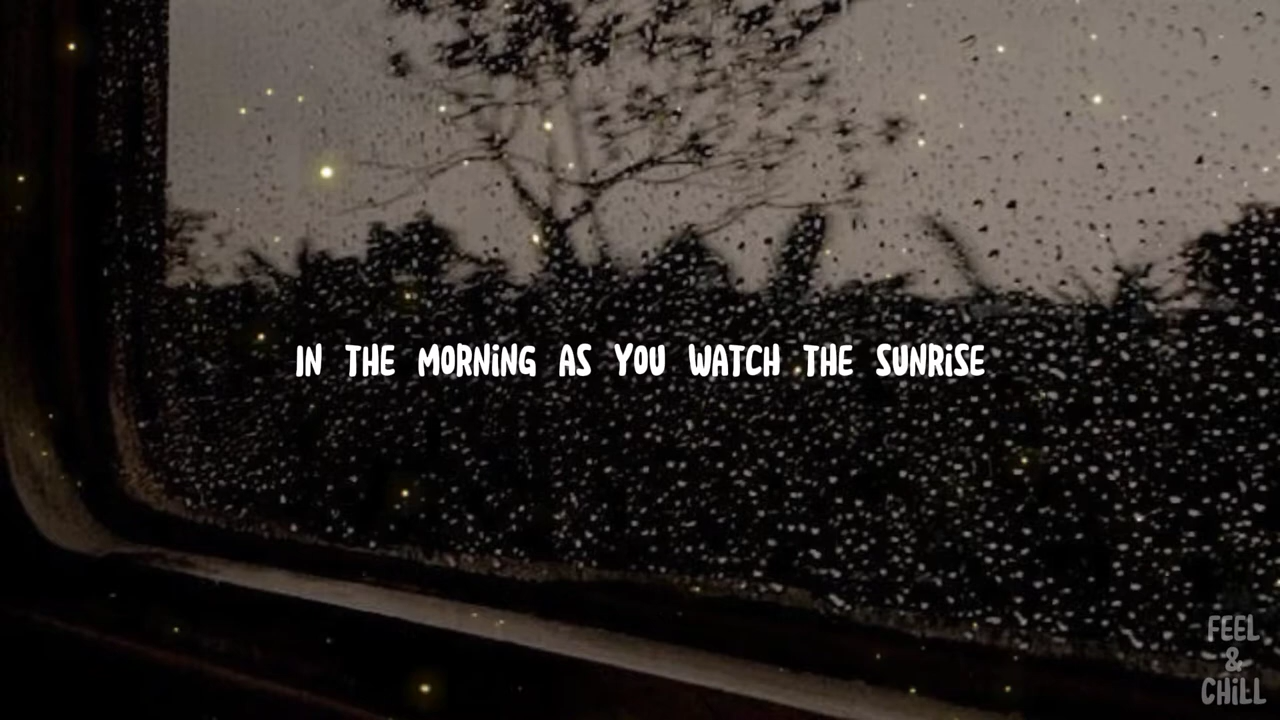 IN THE MORNING AS YOU WATCH THE SUNRISE
FEEL
&
CHILL